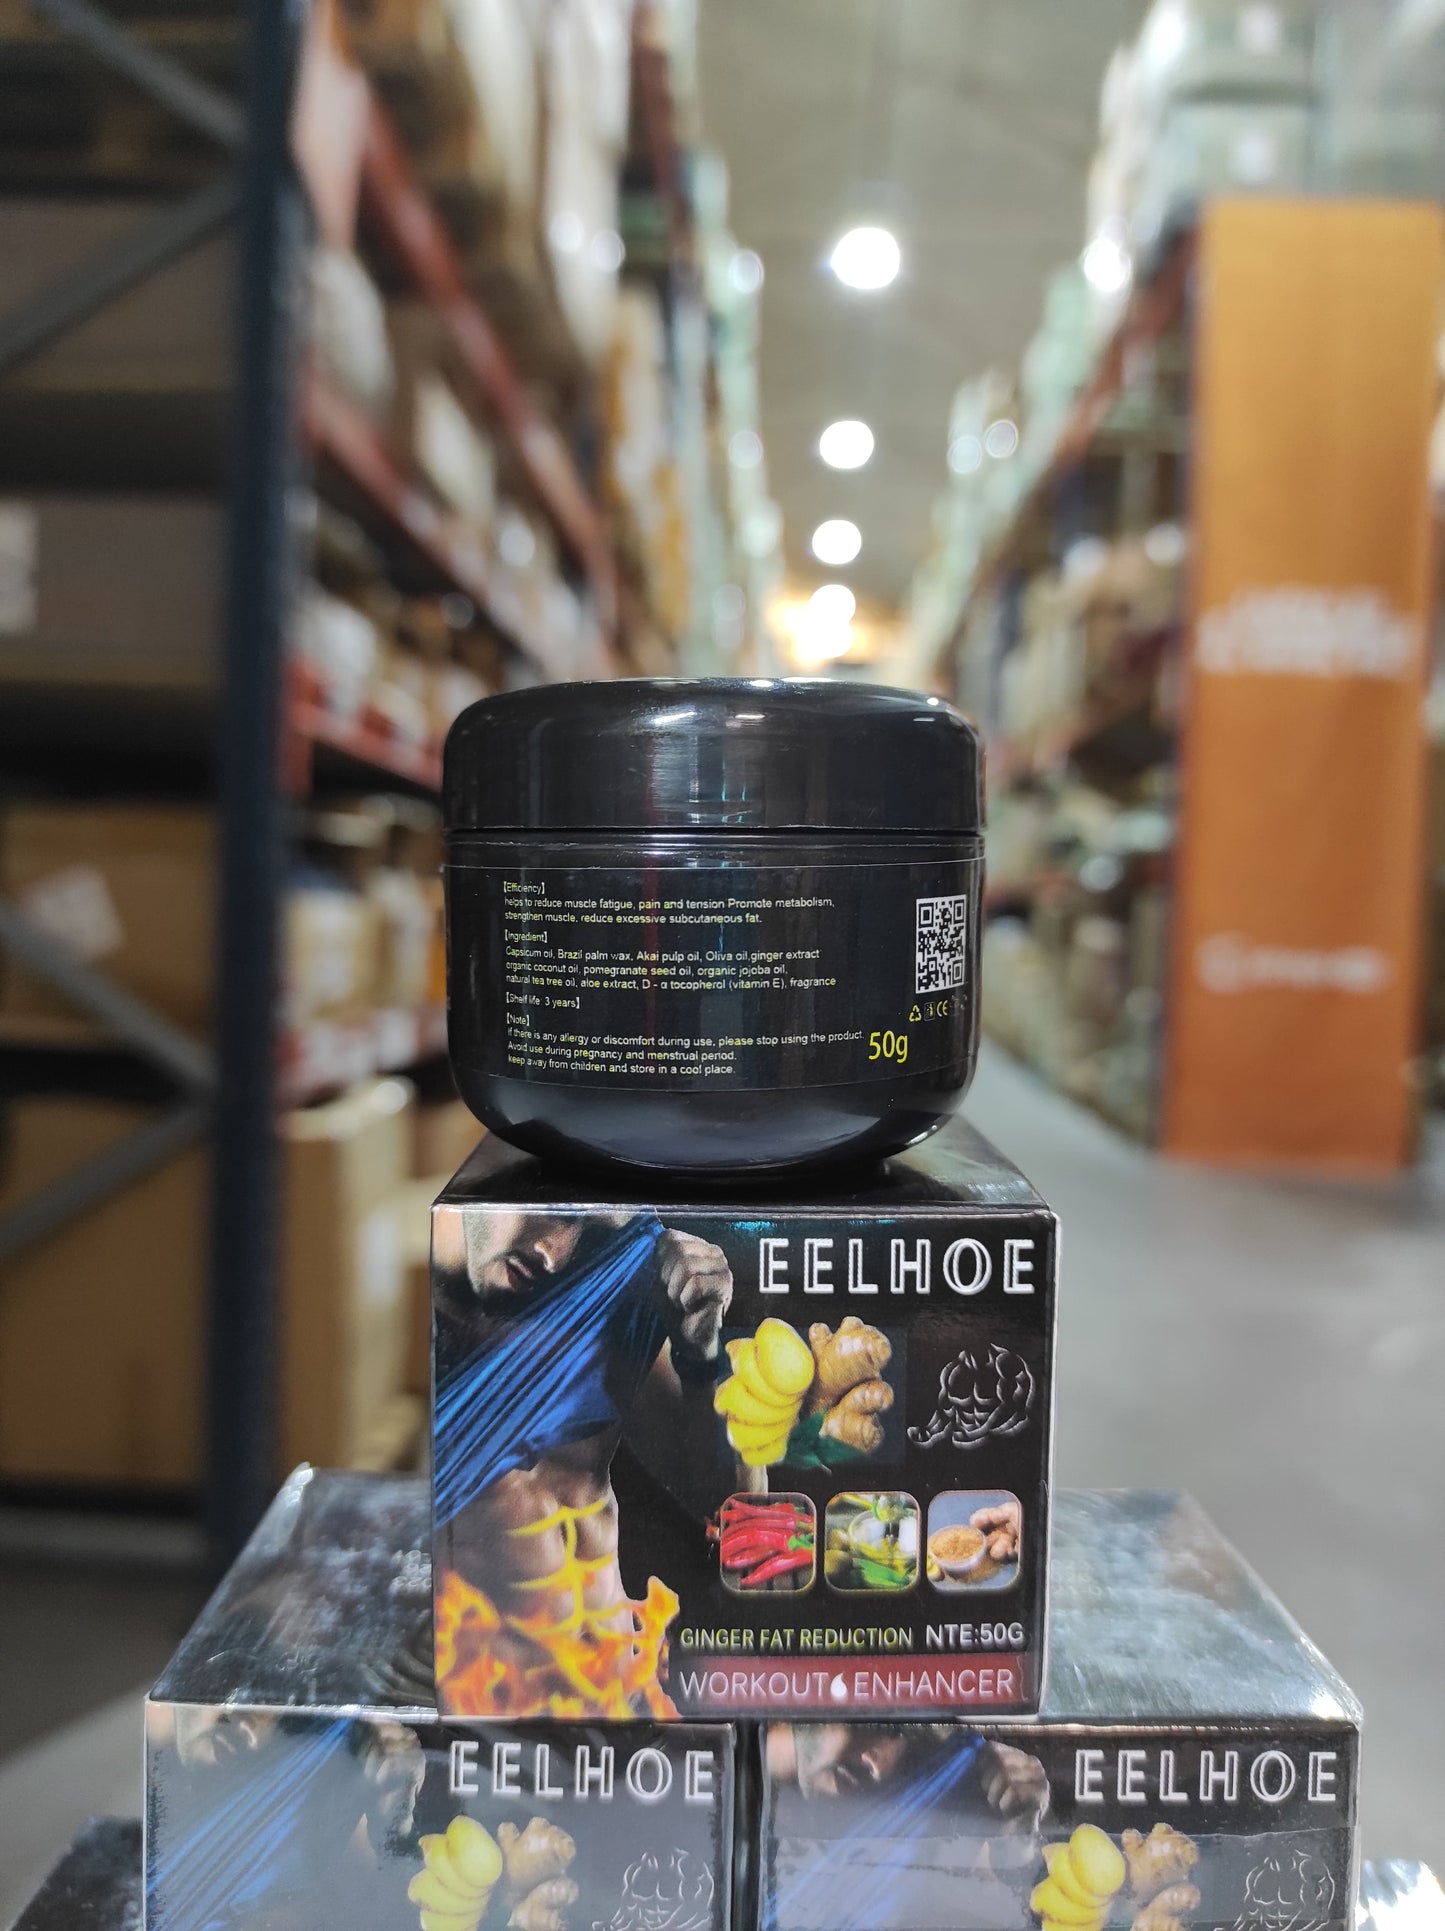 【Efficiency】
helps to reduce muscle fatigue, pain and tension Promote metabolism,
strengthen muscle, reduce excessive subcutaneous fat.
【Ingredient】
Capsicum oil, Brazil palm wax, Akai pulp oil, Oliva oil,ginger extract
organic coconut oil, pomegranate seed oil, organic jojoba oil,
natural tea tree oil, aloe extract, D - α tocopherol (vitamin E), fragrance
【Shelf life: 3 years】
【Note】
If there is any allergy or discomfort during use, please stop using the product.
Avoid use during pregnancy and menstrual period.
keep away from children and store in a cool place.
CE
50g
EELHOE
GINGER FAT REDUCTION NTE:50G
WORKOUT ENHANCER
EELHOE
EELHOE